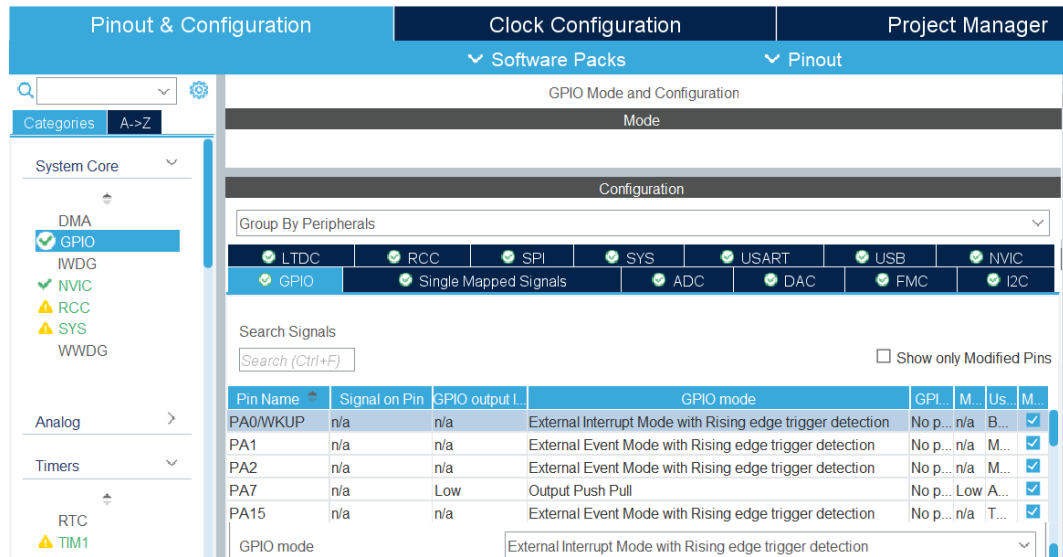 Pinout & Configuration Clock Configuration Project Manager
Software Packs Pinout
GPIO Mode and Configuration
Mode
Categories A->Z
System Core
DMA
GPIO
IWDG
NVIC
RCC
SYS
WWDG
Analog
Timers
RTC
TIM1
Configuration
Group By Peripherals
LTDC RCC SPI SYS USART USB NVIC
GPIO Single Mapped Signals ADC DAC FMC I2C
Search Signals
Search (Ctrl+F)
Show only Modified Pins
Pin Name Signal on Pin GPIO output l... GPIO mode GPI... M... Us... M...
PA0/WKUP n/a n/a External Interrupt Mode with Rising edge trigger detection No p... n/a B...
PA1 n/a n/a External Event Mode with Rising edge trigger detection No p... n/a M...
PA2 n/a n/a External Event Mode with Rising edge trigger detection No p... n/a M...
PA7 n/a Low Output Push Pull No p... Low A...
PA15 n/a n/a External Event Mode with Rising edge trigger detection No p... n/a T...
GPIO mode External Interrupt Mode with Rising edge trigger detection